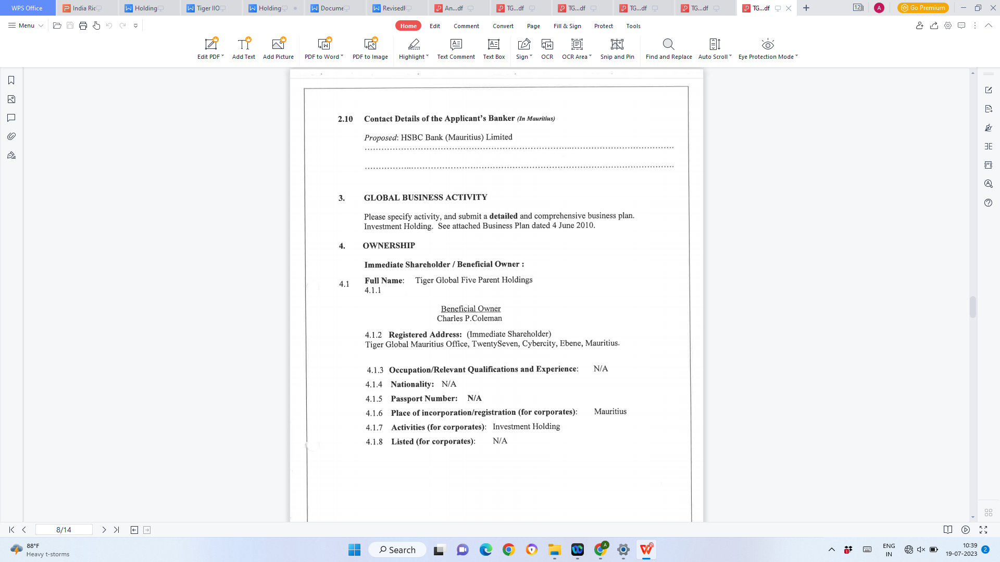 WPS Office
India Ric
Holding
Tiger IIO
Holding
Docume
Revised
An...df
TG...df
TG...df
TG...df
TG...df
TG...df
12
A
Go Premium
Menu
Home
Edit
Comment
Convert
Page
Fill & Sign
Protect
Tools
Edit PDF
Add Text
Add Picture
PDF to Word
PDF to Image
Highlight
Text Comment
Text Box
Sign
OCR
OCR Area
Snip and Pin
Find and Replace
Auto Scroll
Eye Protection Mode
2.10 Contact Details of the Applicant's Banker (In Mauritius)
Proposed: HSBC Bank (Mauritius) Limited
3. GLOBAL BUSINESS ACTIVITY
Please specify activity, and submit a detailed and comprehensive business plan.
Investment Holding. See attached Business Plan dated 4 June 2010.
4. OWNERSHIP
Immediate Shareholder / Beneficial Owner :
4.1 Full Name: Tiger Global Five Parent Holdings
4.1.1
Beneficial Owner
Charles P.Coleman
4.1.2 Registered Address: (Immediate Shareholder)
Tiger Global Mauritius Office, TwentySeven, Cybercity, Ebene, Mauritius.
4.1.3 Occupation/Relevant Qualifications and Experience: N/A
4.1.4 Nationality: N/A
4.1.5 Passport Number: N/A
4.1.6 Place of incorporation/registration (for corporates): Mauritius
4.1.7 Activities (for corporates): Investment Holding
4.1.8 Listed (for corporates): N/A
8/14
88°F
Heavy t-storms
Search
A
1
ENG
IN
10:39
19-07-2023
2